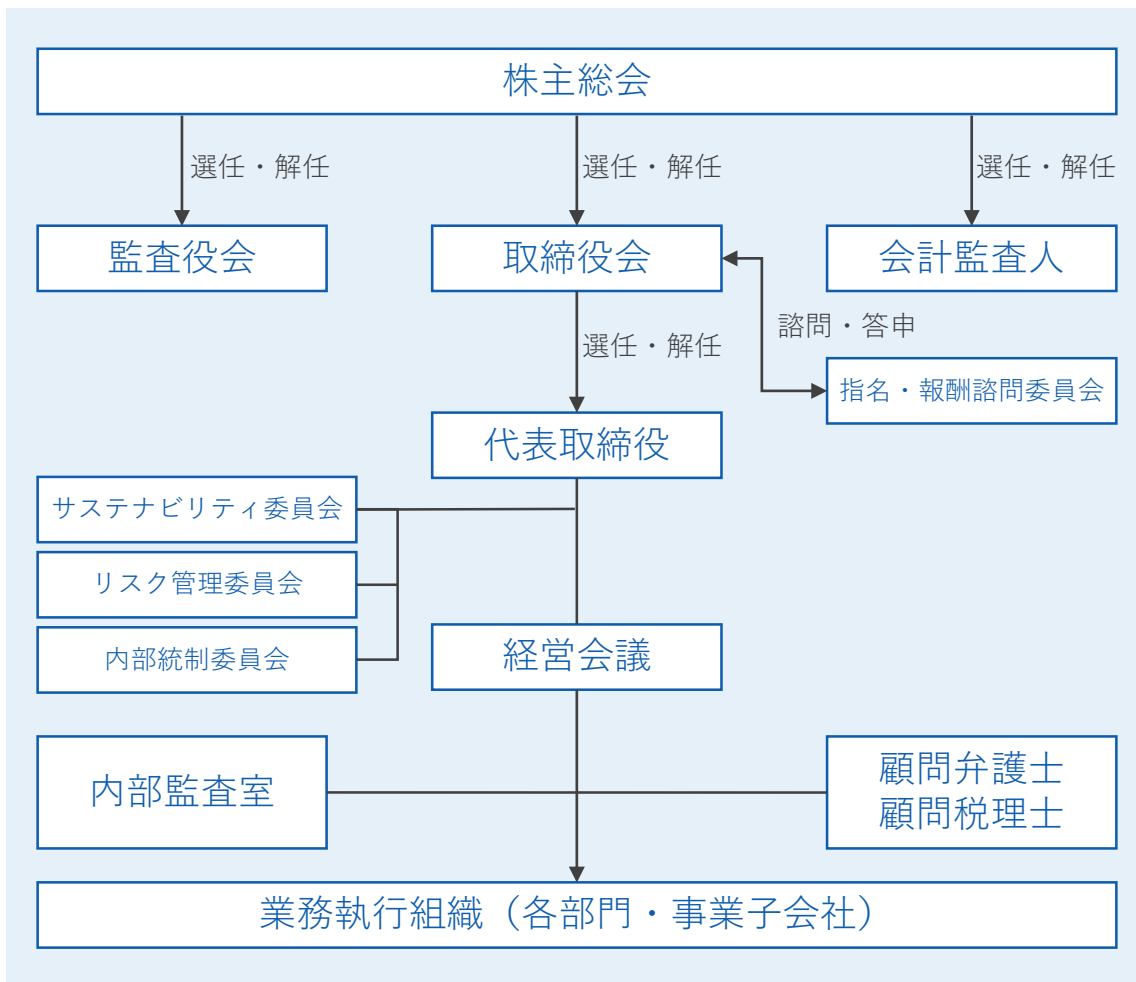 株主総会
選任・解任
選任・解任
選任・解任
監査役会
取締役会
会計監査人
諮問・答申
選任・解任
指名・報酬諮問委員会
代表取締役
サステナビリティ委員会
リスク管理委員会
内部統制委員会
経営会議
内部監査室
顧問弁護士
顧問税理士
業務執行組織（各部門・事業子会社）